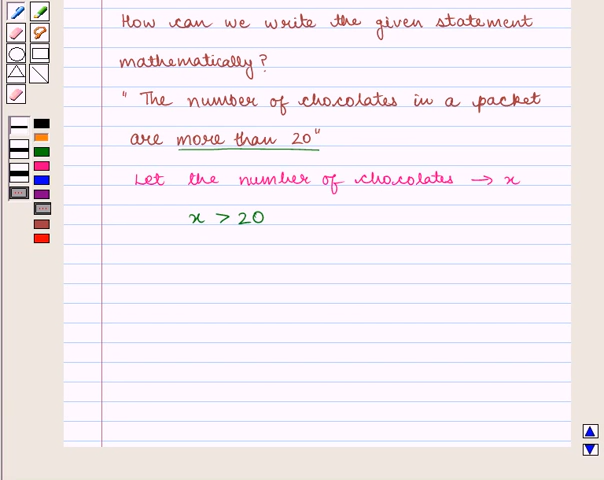 How can we write the given statement
mathematically?
" The number of chocolates in a packet
are more than 20"
Let the number of chocolates → x
x > 20